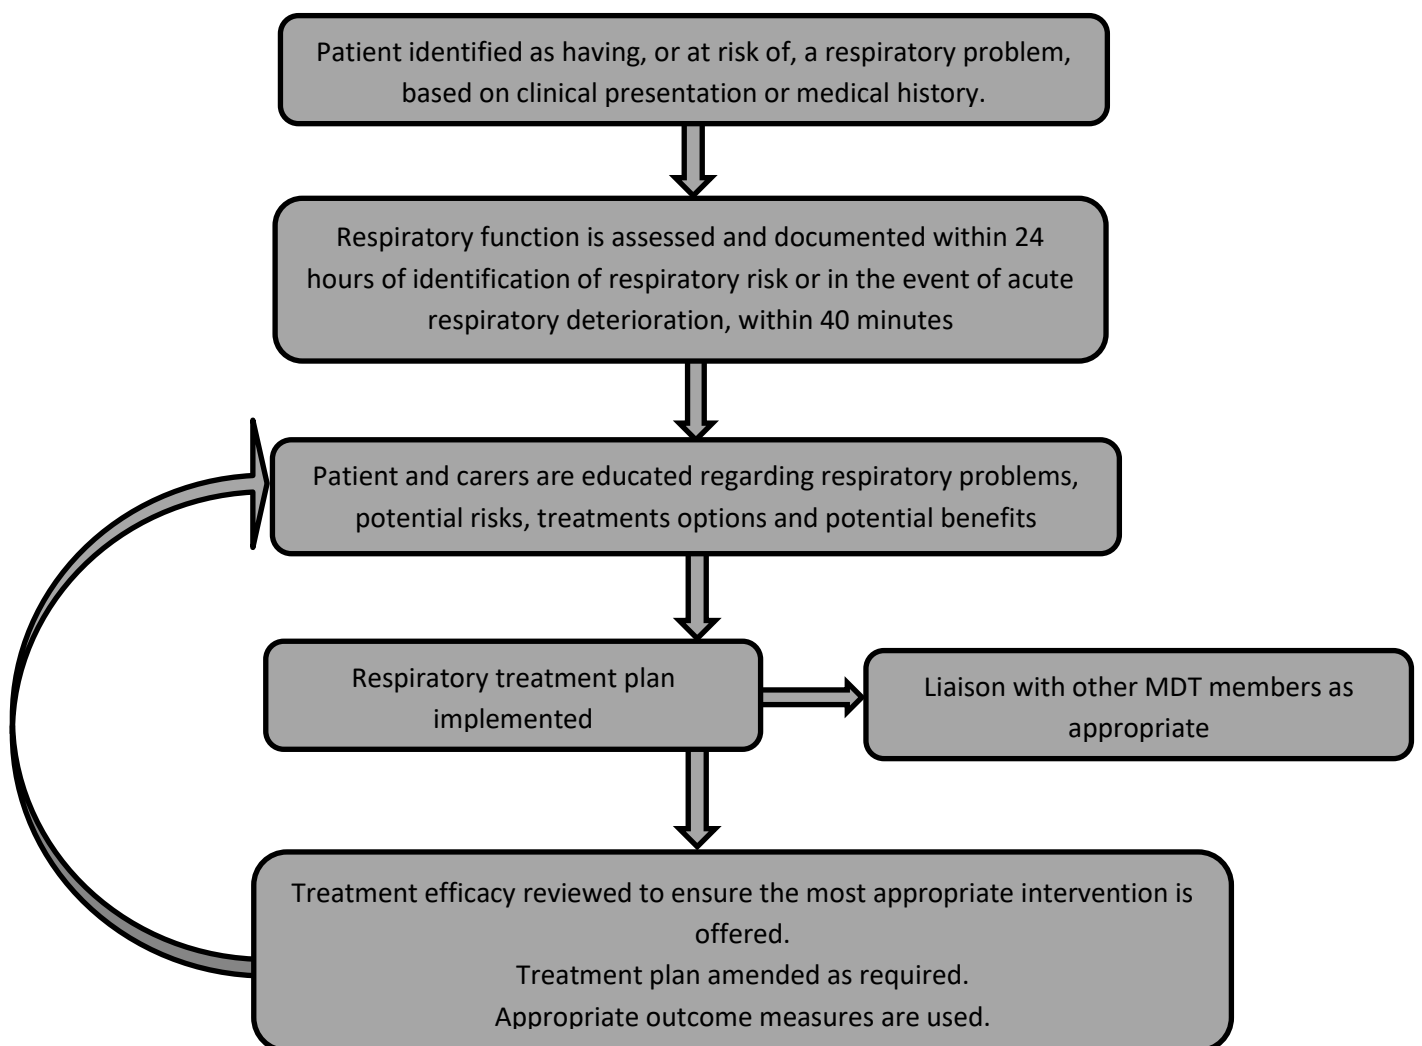 Patient identified as having, or at risk of, a respiratory problem,
based on clinical presentation or medical history.
Respiratory function is assessed and documented within 24
hours of identification of respiratory risk or in the event of acute
respiratory deterioration, within 40 minutes
Patient and carers are educated regarding respiratory problems,
potential risks, treatments options and potential benefits
Respiratory treatment plan
implemented
Liaison with other MDT members as
appropriate
Treatment efficacy reviewed to ensure the most appropriate intervention is
offered.
Treatment plan amended as required.
Appropriate outcome measures are used.